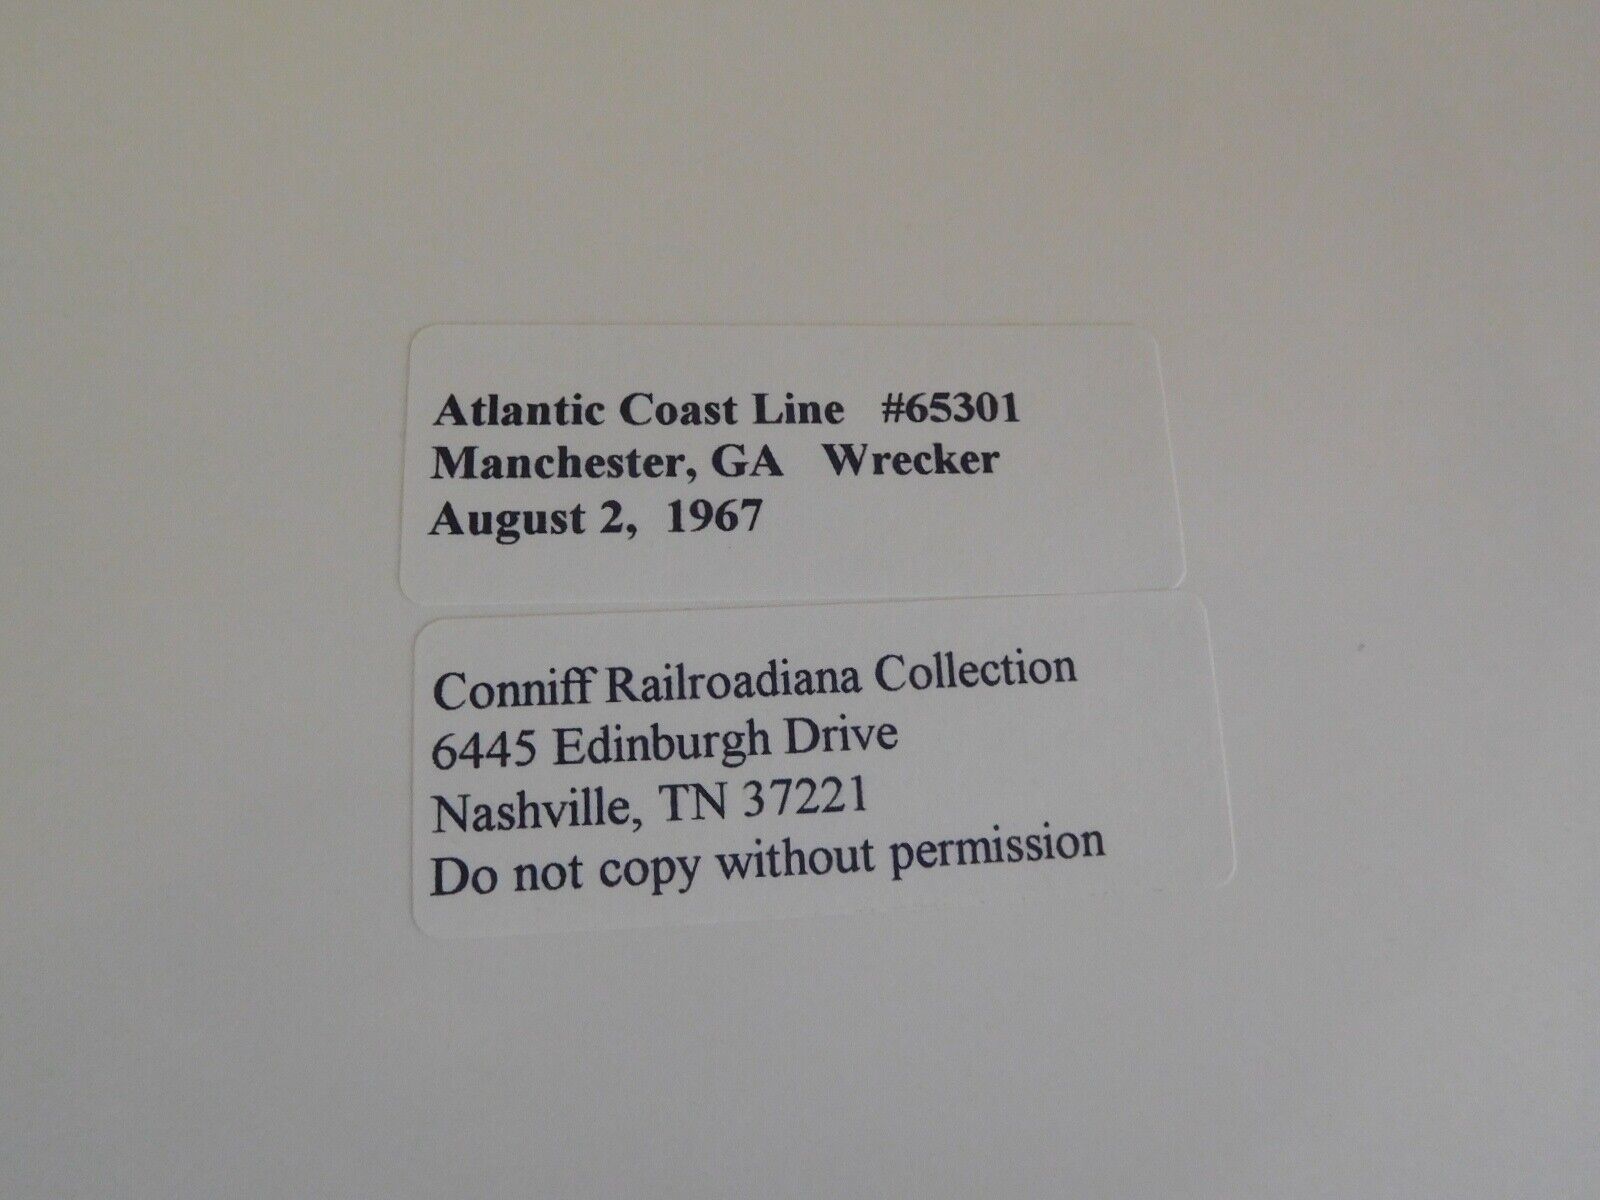 Atlantic Coast Line #65301
Manchester, GA Wrecker
August 2, 1967
Conniff Railroadiana Collection
6445 Edinburgh Drive
Nashville, TN 37221
Do not copy without permission